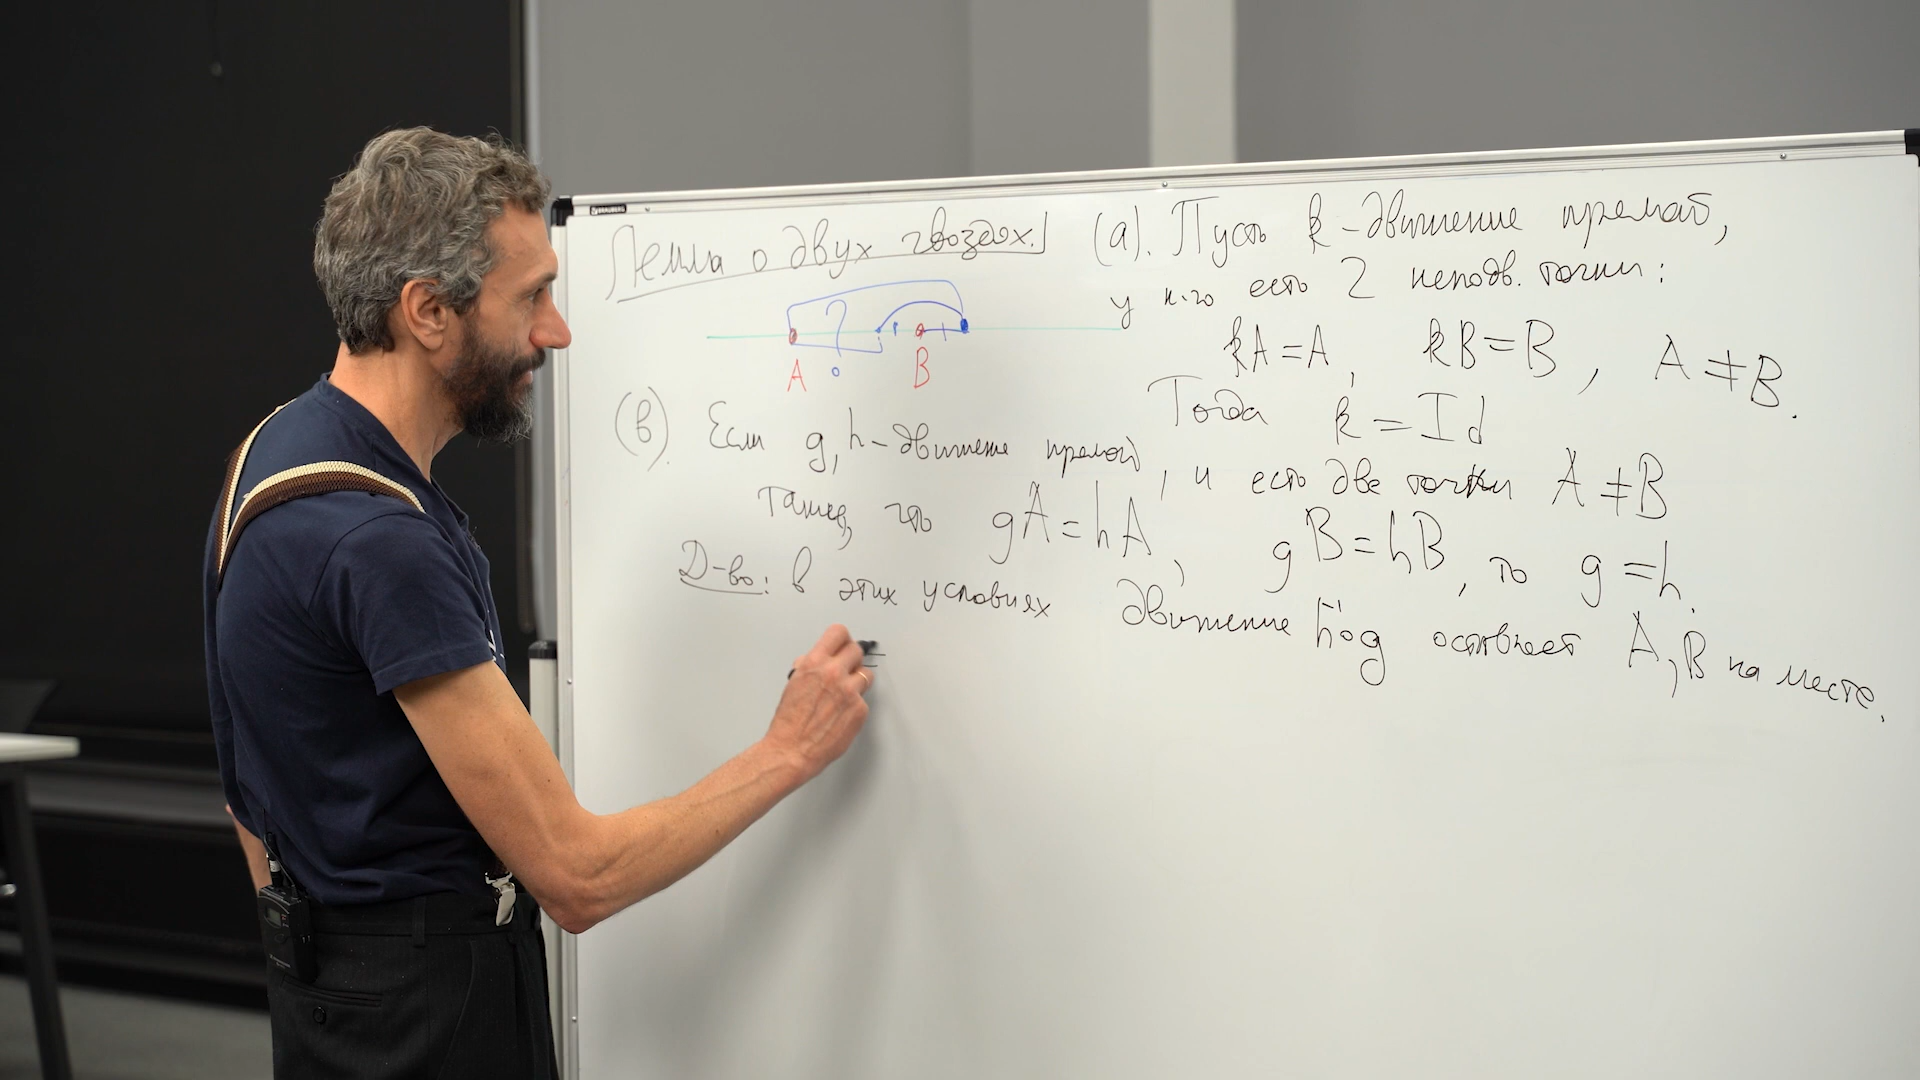 Лемма о двух гвоздях.
(a). Пусть k-движение прямой,
у к-го есть 2 неподв. точки:
kA=A, kB=B, A≠B.
Тогда k=Id
? 
A B
(в). Если g, h-движение прямой, и есть две точки A≠B
такие, что gA=hA, gB=hB, то g=h.
Д-во: в этих условиях движение h⁻¹∘g оставляет A, B на месте.
=